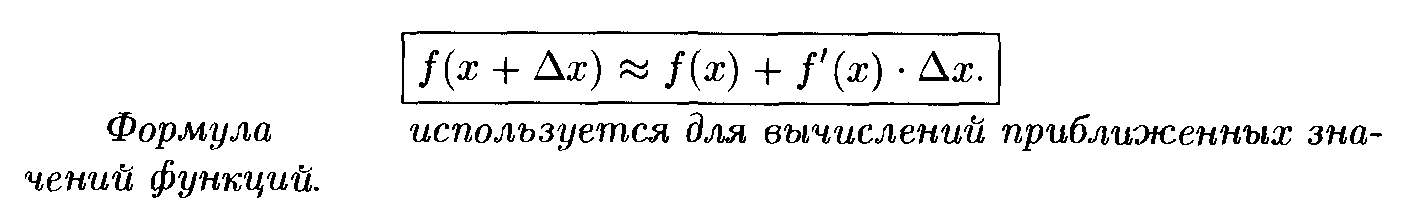 f(x + Δx) ≈ f(x) + f′(x) · Δx.
Формула используется для вычислений приближенных зна-
чений функций.